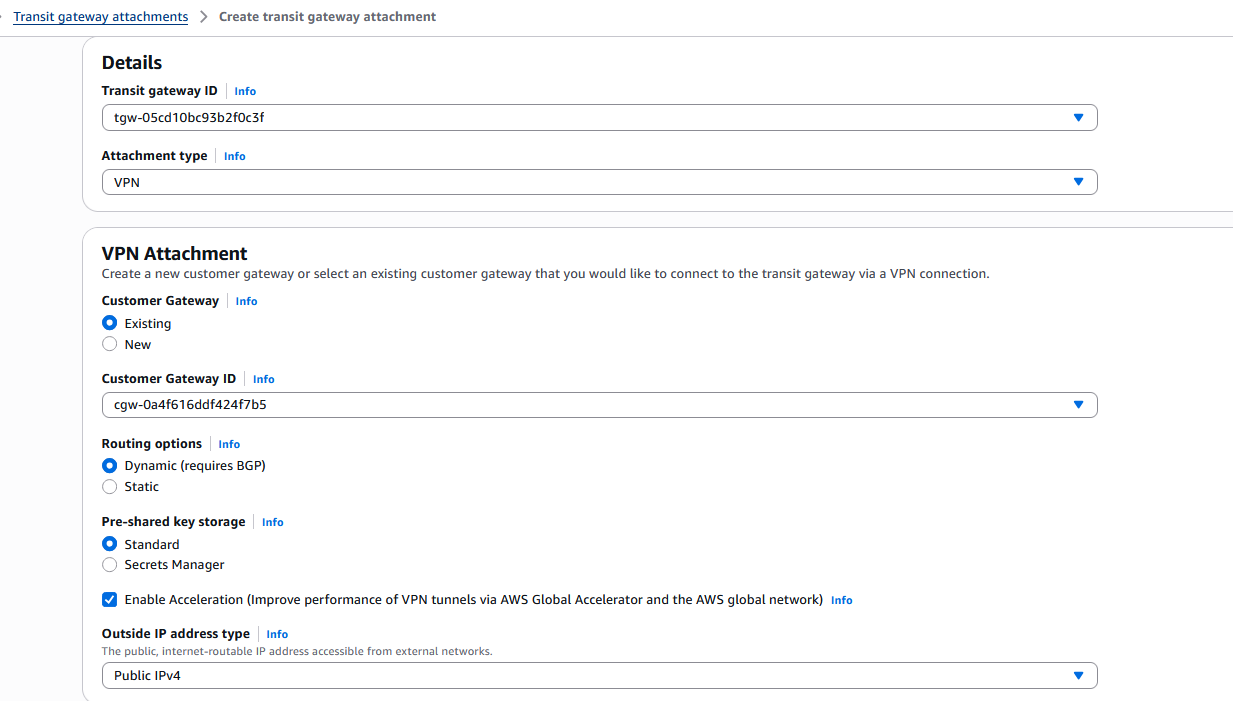 Transit gateway attachments > Create transit gateway attachment
Details
Transit gateway ID Info
tgw-05cd10bc93b2f0c3f
Attachment type Info
VPN
VPN Attachment
Create a new customer gateway or select an existing customer gateway that you would like to connect to the transit gateway via a VPN connection.
Customer Gateway Info
Existing
New
Customer Gateway ID Info
cgw-0a4f616ddf424f7b5
Routing options Info
Dynamic (requires BGP)
Static
Pre-shared key storage Info
Standard
Secrets Manager
Enable Acceleration (Improve performance of VPN tunnels via AWS Global Accelerator and the AWS global network) Info
Outside IP address type Info
The public, internet-routable IP address accessible from external networks.
Public IPv4